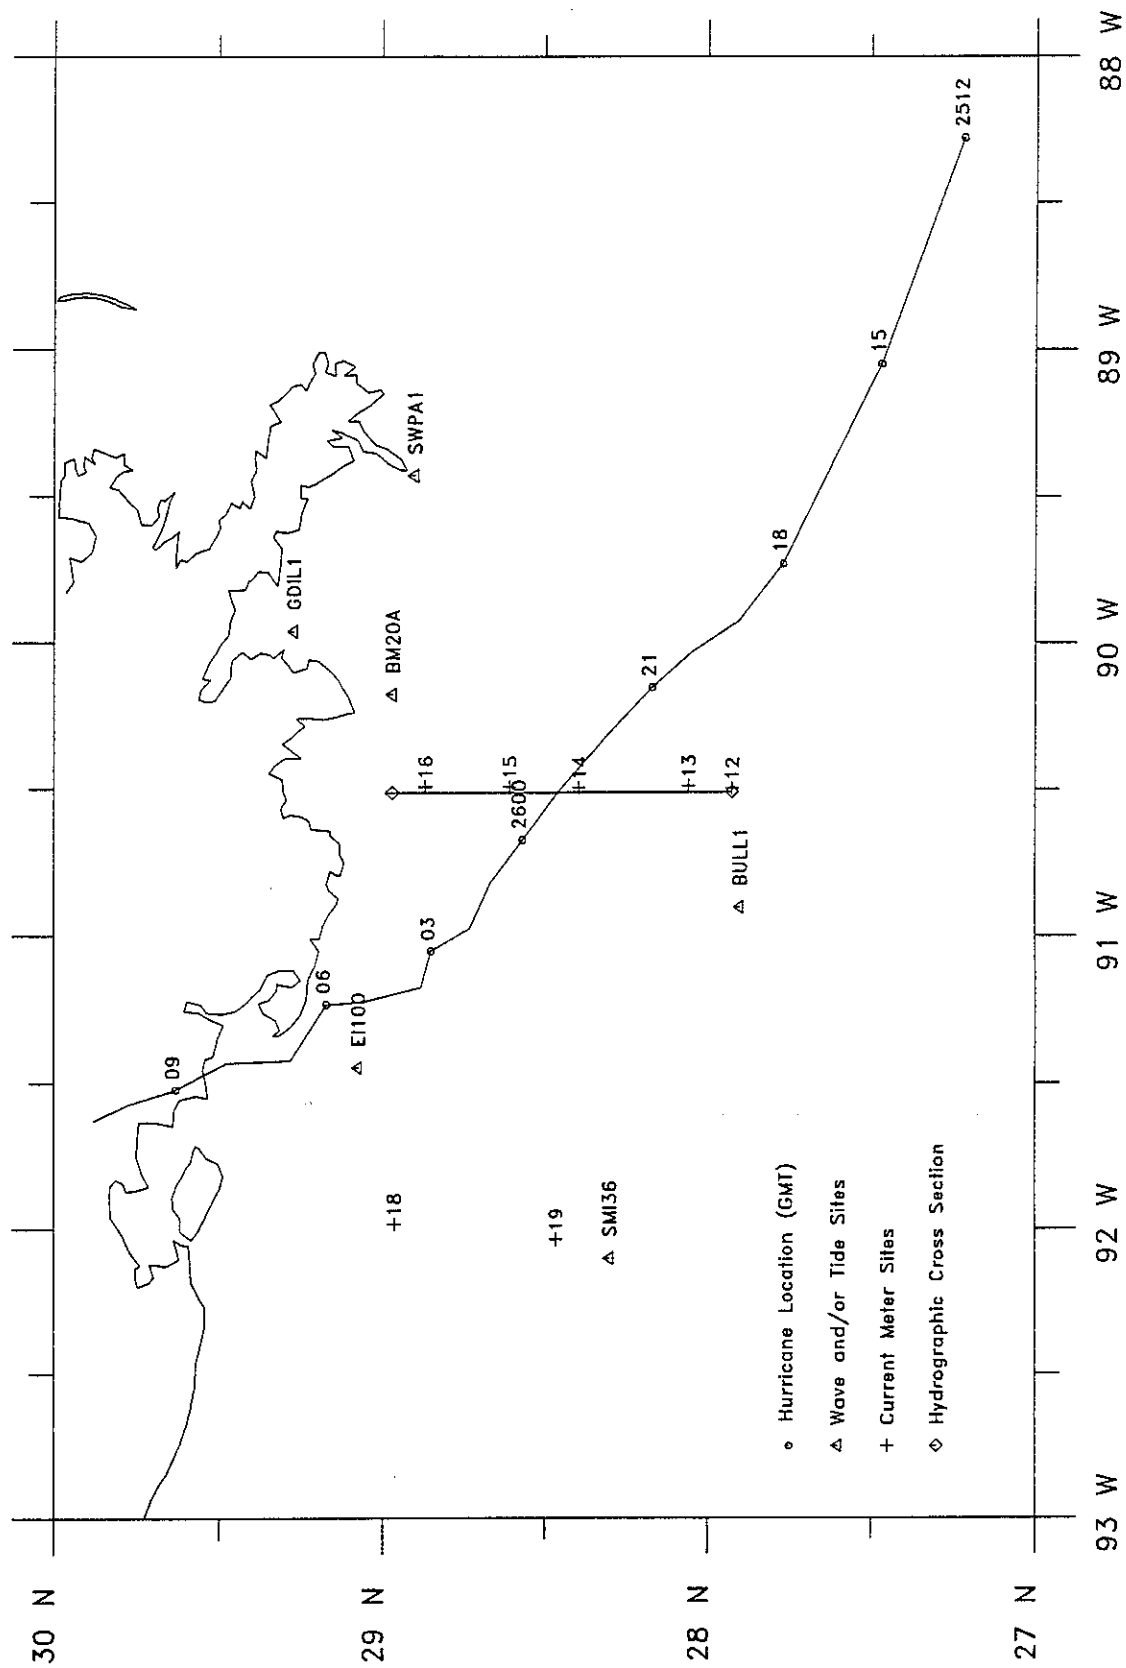 30 N
29 N
28 N
27 N
93 W
92 W
91 W
90 W
89 W
88 W
09
06
03
2600
21
18
15
2512
GDIL1
SWPA1
BM20A
EI100
BULL1
SMI36
+16
+15
+14
+13
+12
+18
+19
Hurricane Location (GMT)
Wave and/or Tide Sites
+ Current Meter Sites
Hydrographic Cross Section